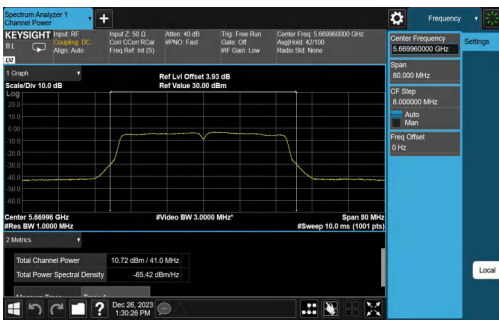 Spectrum Analyzer 1
Channel Power
+
Frequency
KEYSIGHT
RL
Input: RF
Coupling: DC
Align: Auto
Input Z: 50 Ω
Corr CCorr RCal
Freq Ref: Int (S)
Atten: 40 dB
#PNO: Fast
Trig: Free Run
Gate: Off
#IF Gain: Low
Center Freq: 5.669960000 GHz
Avg|Hold: 42/100
Radio Std: None
Center Frequency
5.669960000 GHz
Settings
Span
80.000 MHz
CF Step
8.000000 MHz
Auto
Man
Freq Offset
0 Hz
Local
1 Graph
Scale/Div 10.0 dB
Ref Lvl Offset 3.93 dB
Ref Value 30.00 dBm
Log
20.0
10.0
0.00
-10.0
-20.0
-30.0
-40.0
-50.0
-60.0
Center 5.66996 GHz
#Res BW 1.0000 MHz
#Video BW 3.0000 MHz*
Span 80 MHz
#Sweep 10.0 ms (1001 pts)
2 Metrics
Total Channel Power
10.72 dBm / 41.0 MHz
Total Power Spectral Density
-65.42 dBm/Hz
?
Dec 26, 2023
1:30:26 PM